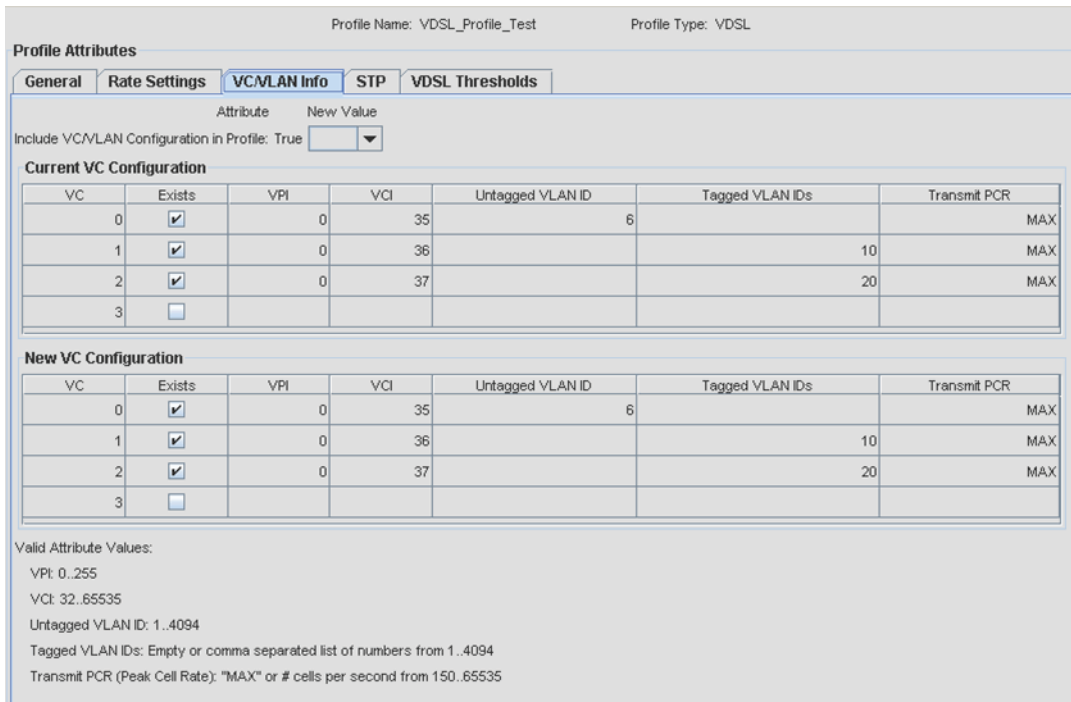 Profile Name: VDSL_Profile_Test Profile Type: VDSL
Profile Attributes
General Rate Settings VC/VLAN Info STP VDSL Thresholds
Attribute New Value
Include VC/VLAN Configuration in Profile: True
Current VC Configuration
VC Exists VPI VCI Untagged VLAN ID Tagged VLAN IDs Transmit PCR
0 0 35 6 MAX
1 0 36 10 MAX
2 0 37 20 MAX
3
New VC Configuration
VC Exists VPI VCI Untagged VLAN ID Tagged VLAN IDs Transmit PCR
0 0 35 6 MAX
1 0 36 10 MAX
2 0 37 20 MAX
3
Valid Attribute Values:
VPI: 0..255
VCI: 32..65535
Untagged VLAN ID: 1..4094
Tagged VLAN IDs: Empty or comma separated list of numbers from 1..4094
Transmit PCR (Peak Cell Rate): "MAX" or # cells per second from 150..65535